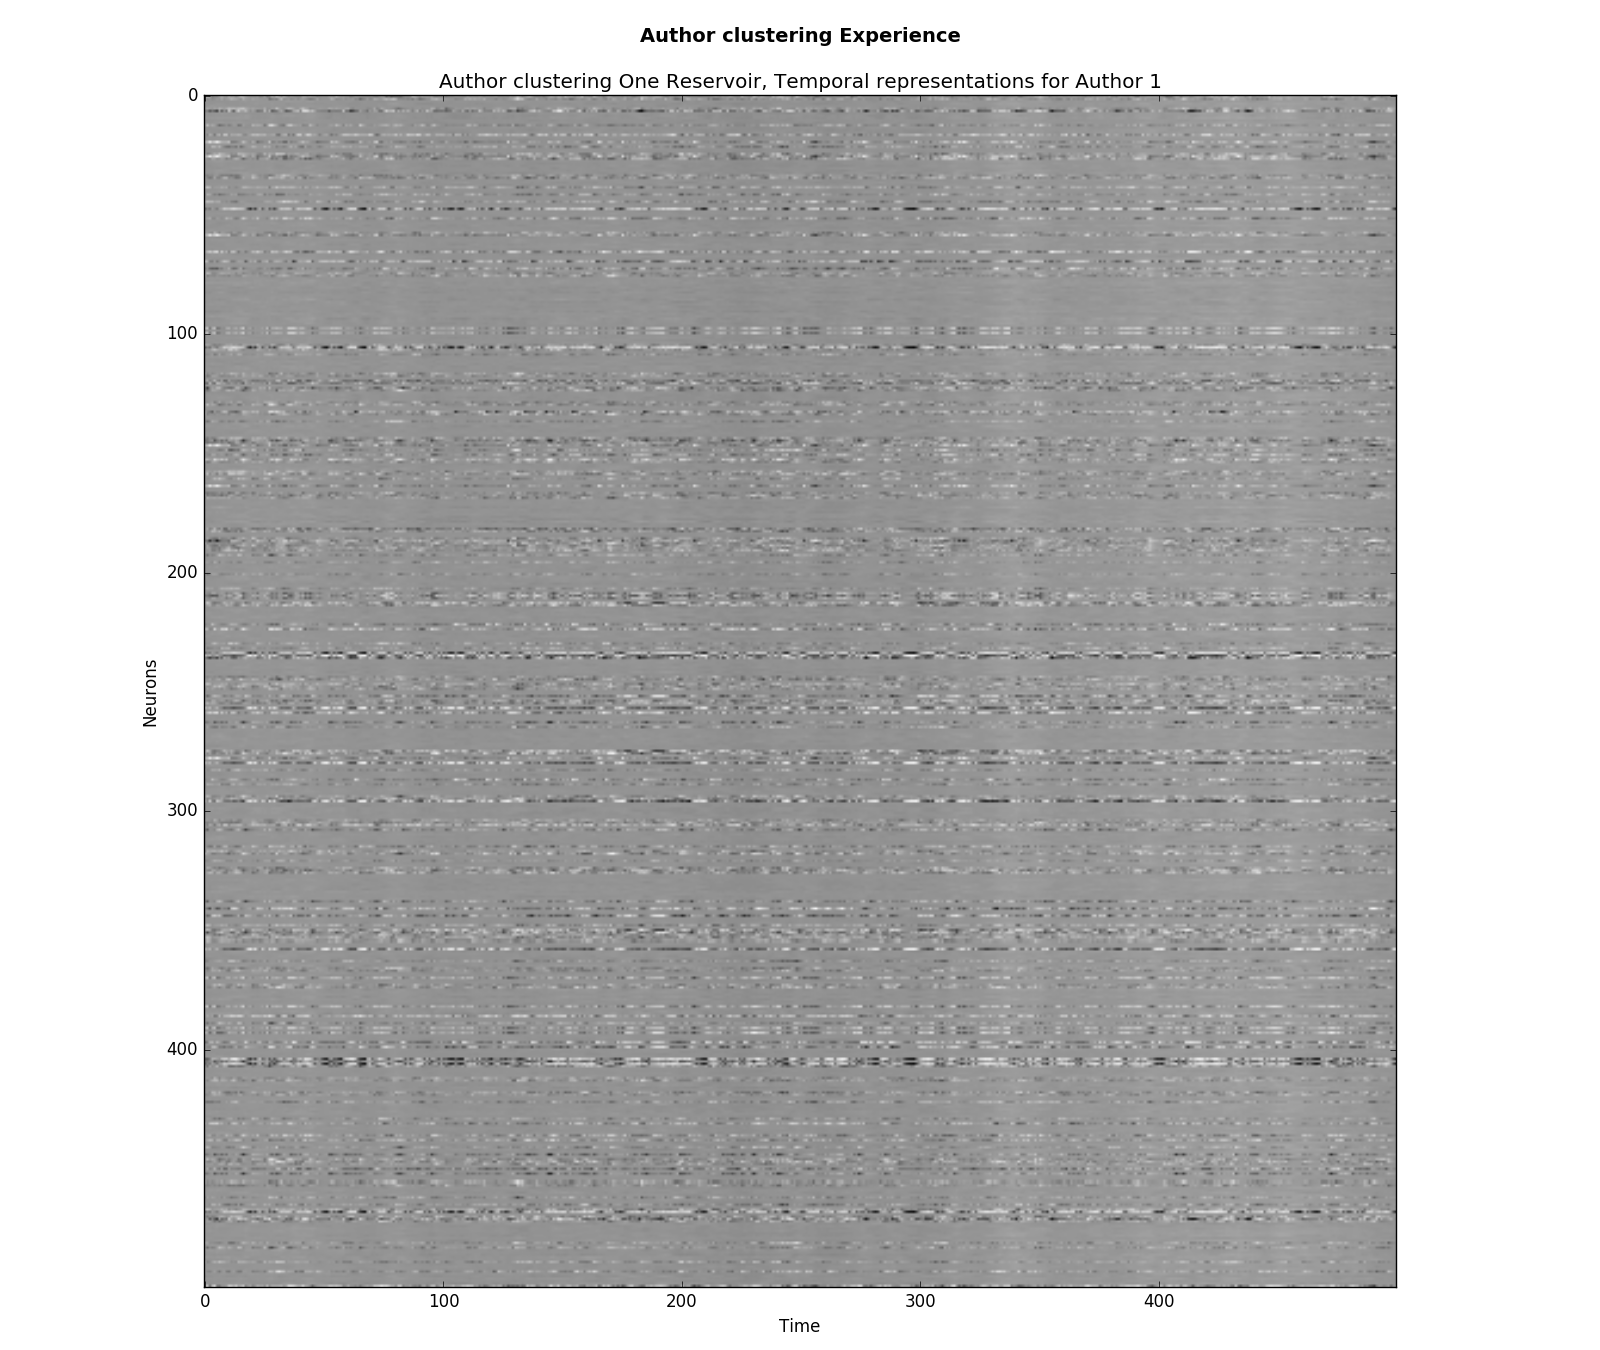 Author clustering Experience
Author clustering One Reservoir, Temporal representations for Author 1
0
100
200
300
400
Neurons
0 100 200 300 400
Time